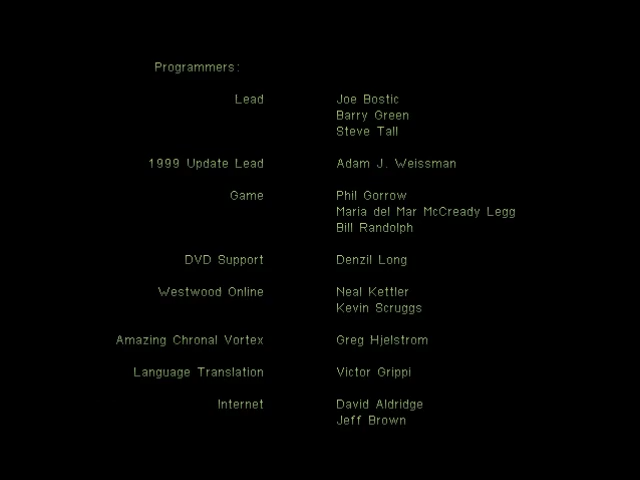 Programmers:
Lead Joe Bostic
Barry Green
Steve Tall
1999 Update Lead Adam J. Weissman
Game Phil Gorrow
Maria del Mar McCready Legg
Bill Randolph
DVD Support Denzil Long
Westwood Online Neal Kettler
Kevin Scruggs
Amazing Chronal Vortex Greg Hjelstrom
Language Translation Victor Grippi
Internet David Aldridge
Jeff Brown